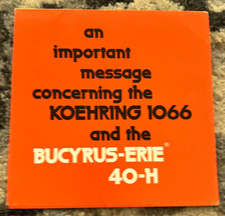 an
important
message
concerning the
KOEHRING 1066
and the
BUCYRUS-ERIE®
40-H